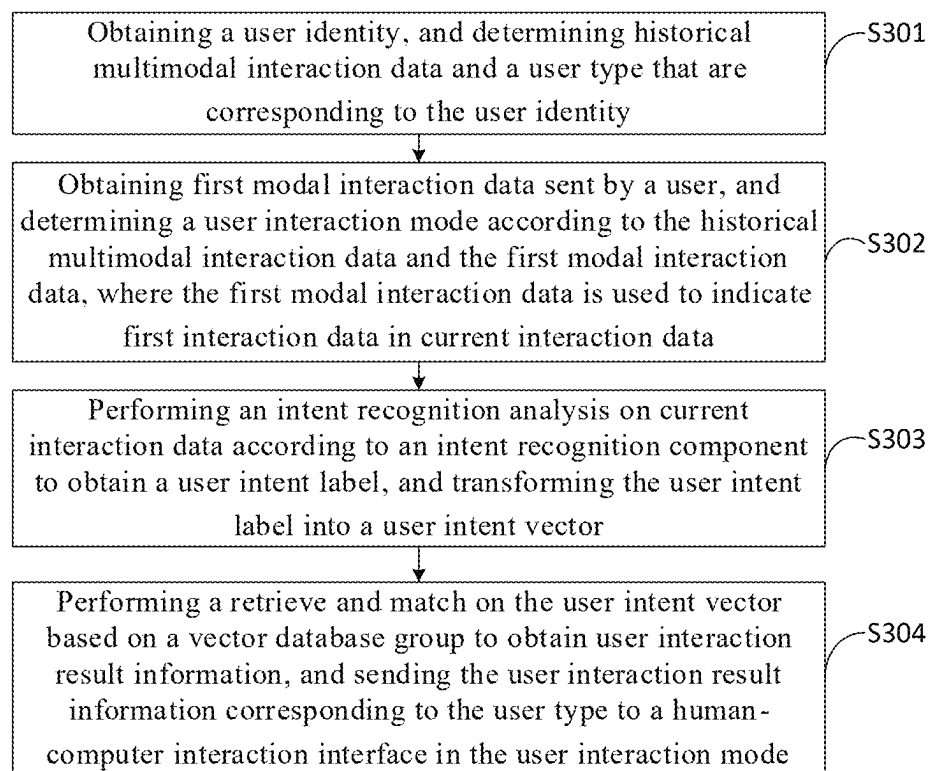 Obtaining a user identity, and determining historical
multimodal interaction data and a user type that are
corresponding to the user identity
S301
Obtaining first modal interaction data sent by a user, and
determining a user interaction mode according to the historical
multimodal interaction data and the first modal interaction
data, where the first modal interaction data is used to indicate
first interaction data in current interaction data
S302
Performing an intent recognition analysis on current
interaction data according to an intent recognition component
to obtain a user intent label, and transforming the user intent
label into a user intent vector
S303
Performing a retrieve and match on the user intent vector
based on a vector database group to obtain user interaction
result information, and sending the user interaction result
information corresponding to the user type to a human-
computer interaction interface in the user interaction mode
S304